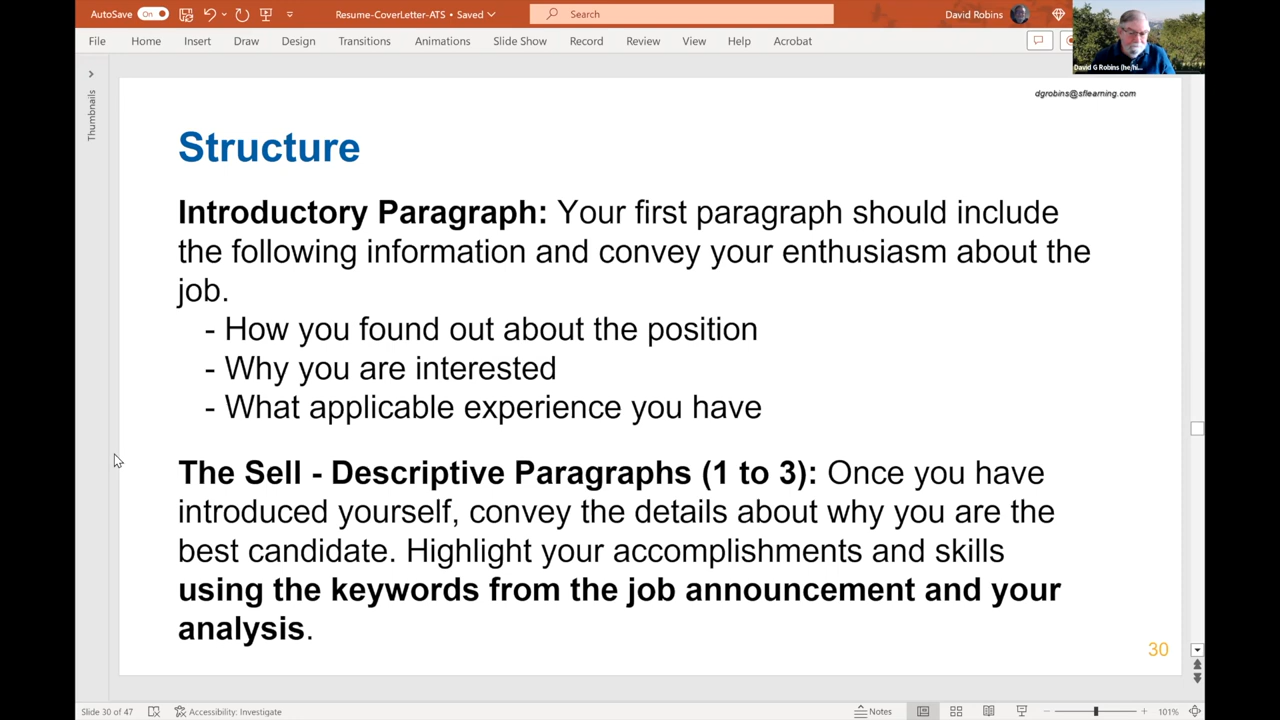 AutoSave On Resume-CoverLetter-ATS • Saved Search David Robins
File Home Insert Draw Design Transitions Animations Slide Show Record Review View Help Acrobat
David G Robins (he/hi...
Thumbnails
dgrobins@sflearning.com
Structure
Introductory Paragraph: Your first paragraph should include
the following information and convey your enthusiasm about the
job.
- How you found out about the position
- Why you are interested
- What applicable experience you have
The Sell - Descriptive Paragraphs (1 to 3): Once you have
introduced yourself, convey the details about why you are the
best candidate. Highlight your accomplishments and skills
using the keywords from the job announcement and your
analysis.
30
Slide 30 of 47 Accessibility: Investigate Notes 101%